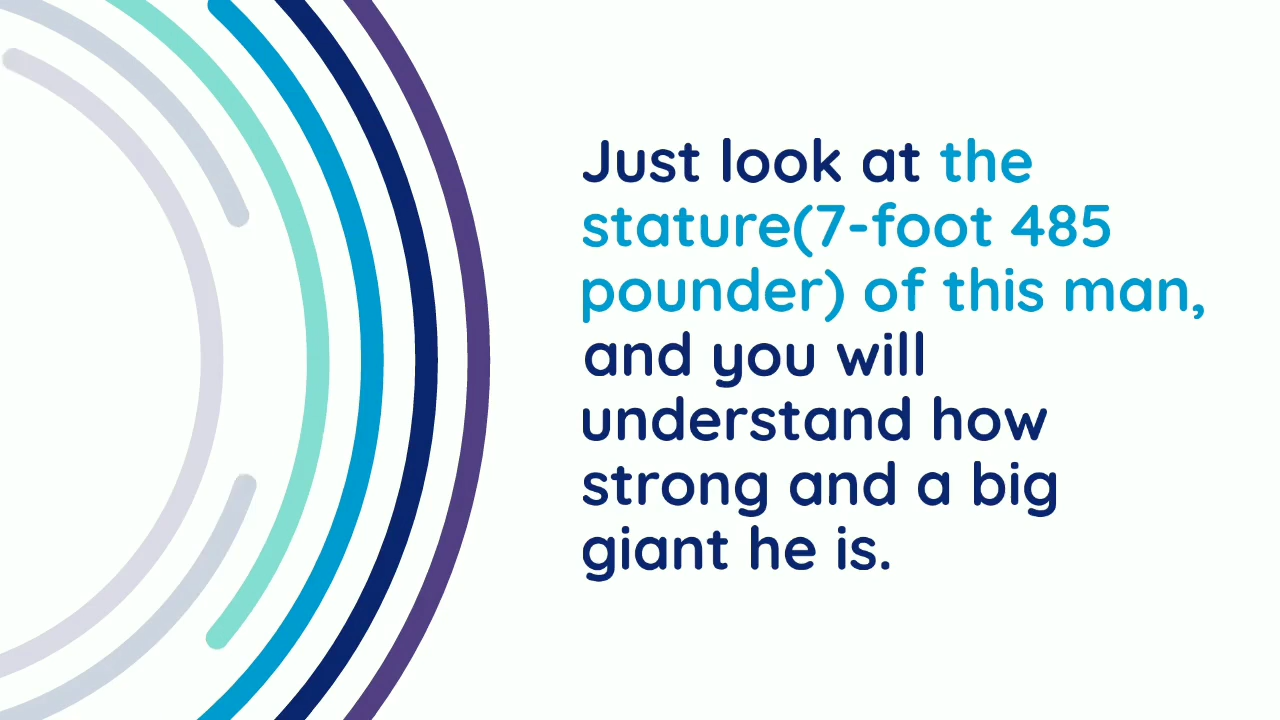 Just look at the
stature(7-foot 485
pounder) of this man,
and you will
understand how
strong and a big
giant he is.